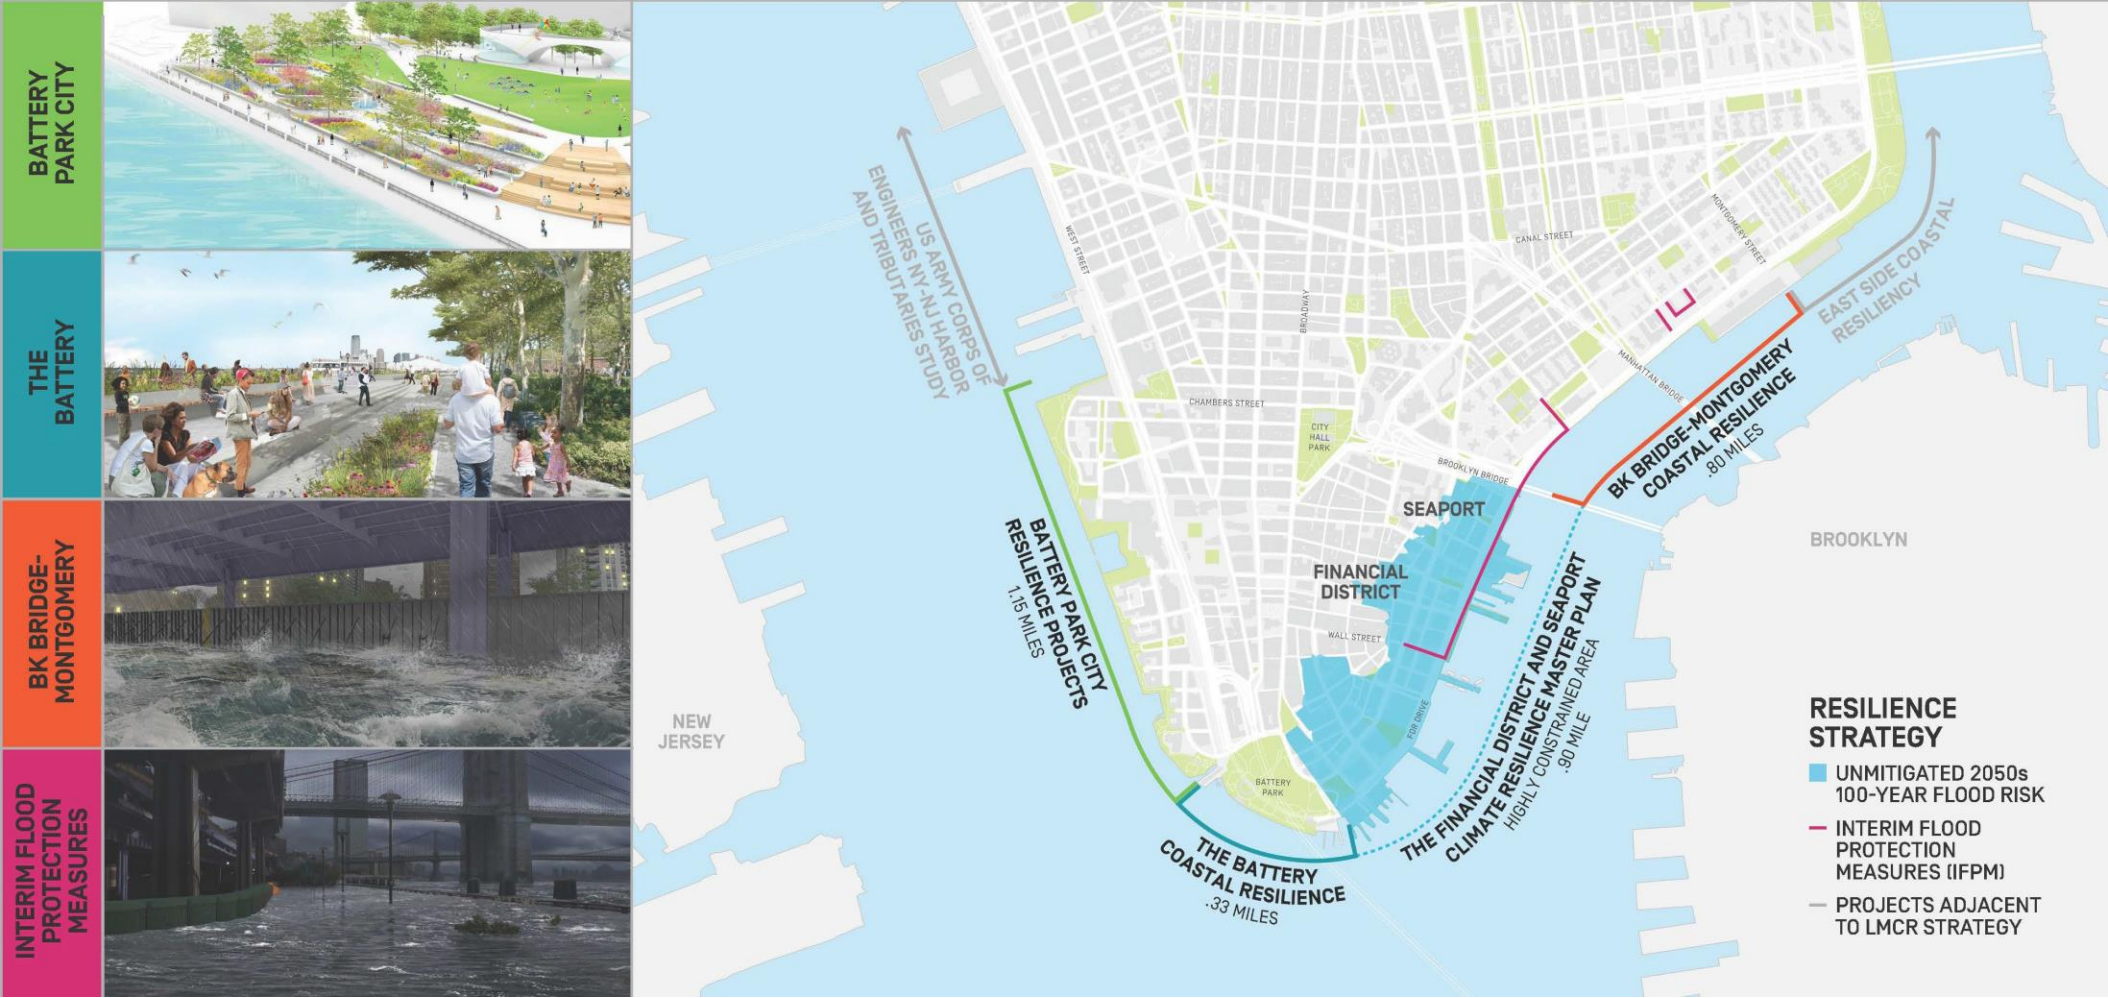 BATTERY
PARK CITY
THE
BATTERY
BK BRIDGE-
MONTGOMERY
INTERIM FLOOD
PROTECTION
MEASURES
US ARMY CORPS OF
ENGINEERS NY-NJ HARBOR
AND TRIBUTARIES STUDY
WEST STREET
BROADWAY
CANAL STREET
MONTGOMERY STREET
EAST SIDE COASTAL
RESILIENCY
MANHATTAN BRIDGE
BK BRIDGE-MONTGOMERY
COASTAL RESILIENCE
.80 MILES
CHAMBERS STREET
CITY
HALL
PARK
BROOKLYN BRIDGE
SEAPORT
FINANCIAL
DISTRICT
WALL STREET
BROOKLYN
BATTERY PARK CITY
RESILIENCE PROJECTS
1.15 MILES
NEW
JERSEY
FDR DRIVE
BATTERY
PARK
THE FINANCIAL DISTRICT AND SEAPORT
CLIMATE RESILIENCE MASTER PLAN
HIGHLY CONSTRAINED AREA
.90 MILE
THE BATTERY
COASTAL RESILIENCE
.33 MILES
RESILIENCE
STRATEGY
UNMITIGATED 2050s
100-YEAR FLOOD RISK
INTERIM FLOOD
PROTECTION
MEASURES (IFPM)
PROJECTS ADJACENT
TO LMCR STRATEGY